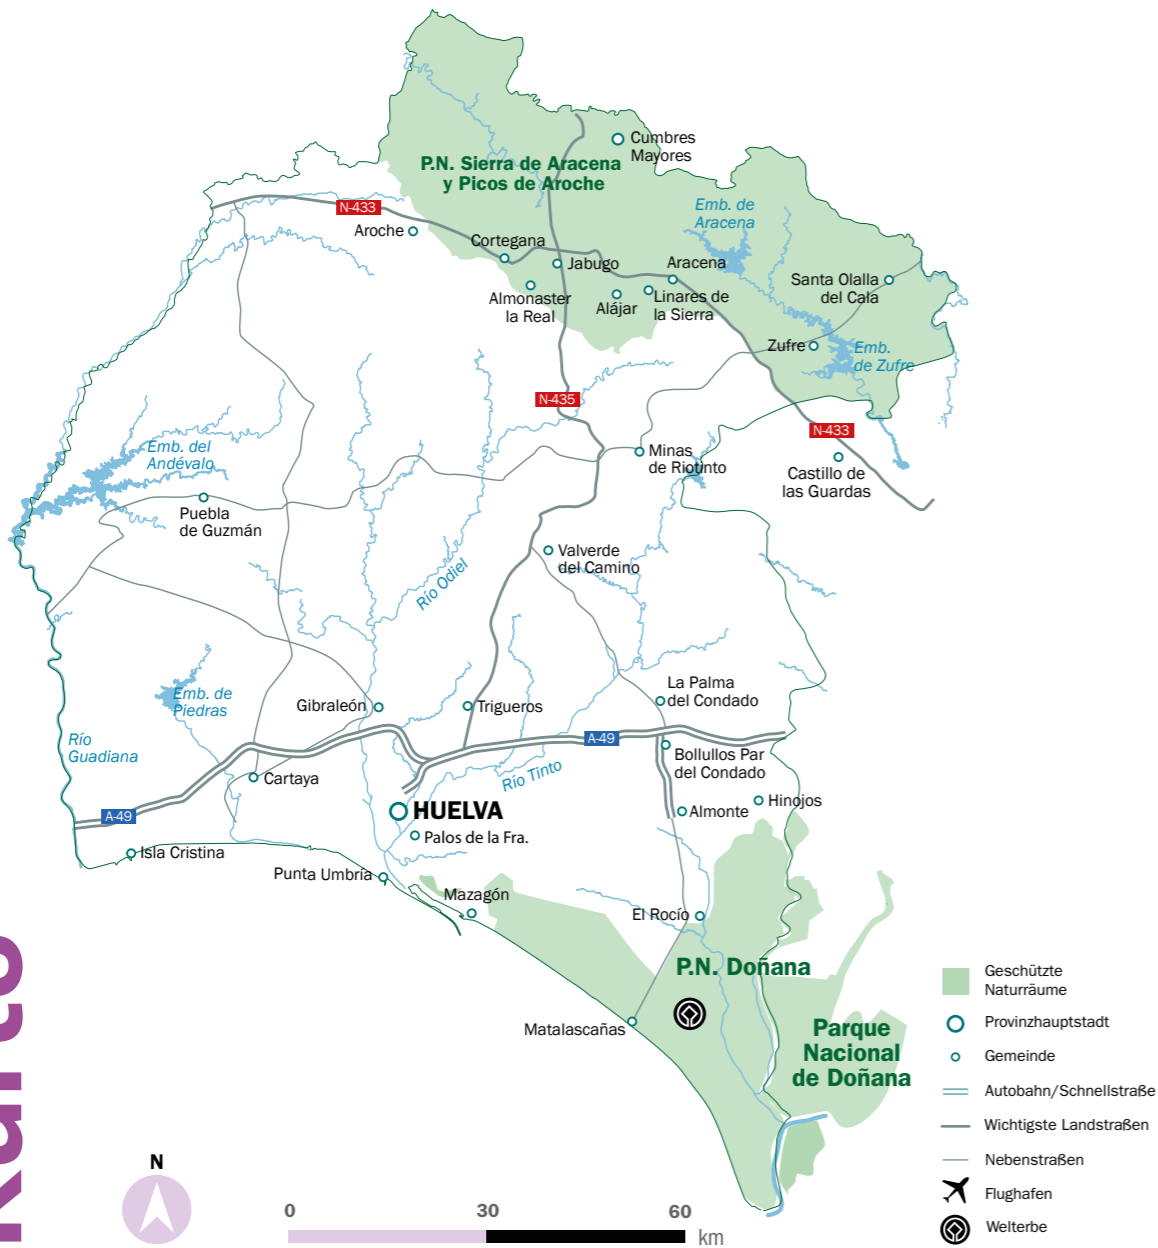 Cumbres
Mayores
P.N. Sierra de Aracena
y Picos de Aroche
N-433
Aroche
Emb. de
Aracena
Cortegana
Jabugo
Aracena
Santa Olalla
del Cala
Almonaster
la Real
Alájar
Linares de
la Sierra
Zufre
Emb.
de Zufre
N-435
N-433
Emb. del
Andévalo
Minas
de Riotinto
Castillo de
las Guardas
Puebla
de Guzmán
Valverde
del Camino
Río Odiel
Emb. de
Piedras
La Palma
del Condado
Gibraleón
Trigueros
Río
Guadiana
A-49
Bollullos Par
del Condado
Cartaya
Río Tinto
A-49
HUELVA
Almonte
Hinojos
Palos de la Fra.
Isla Cristina
Punta Umbría
Mazagón
El Rocío
P.N. Doñana
Matalascañas
Parque
Nacional
de Doñana
Geschützte
Naturräume
Provinzhauptstadt
Gemeinde
Autobahn/Schnellstraße
Wichtigste Landstraßen
Nebenstraßen
Flughafen
Welterbe
N
0 30 60
km
Karte